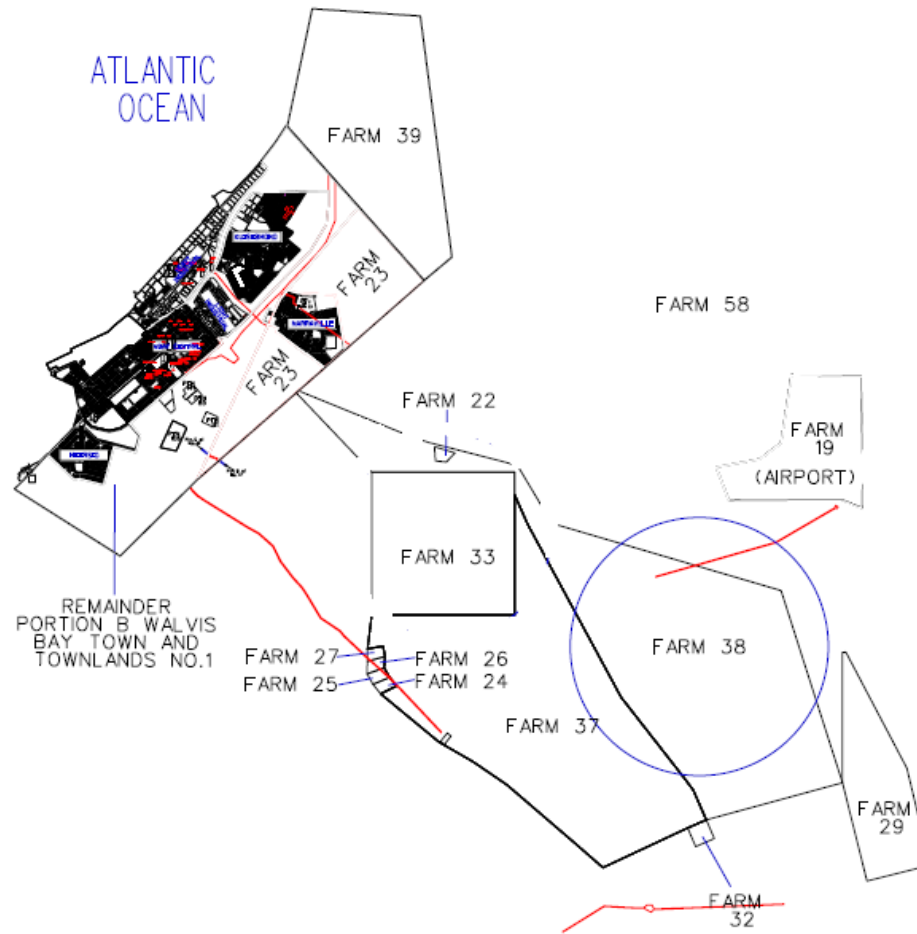 ATLANTIC
OCEAN
FARM 39
FARM
23
FARM 58
FARM
23
FARM 22
FARM
19
(AIRPORT)
FARM 33
REMAINDER
PORTION B WALVIS
BAY TOWN AND
TOWNLANDS NO.1
FARM 27
FARM 26
FARM 25
FARM 24
FARM 38
FARM 37
FARM
29
FARM
32